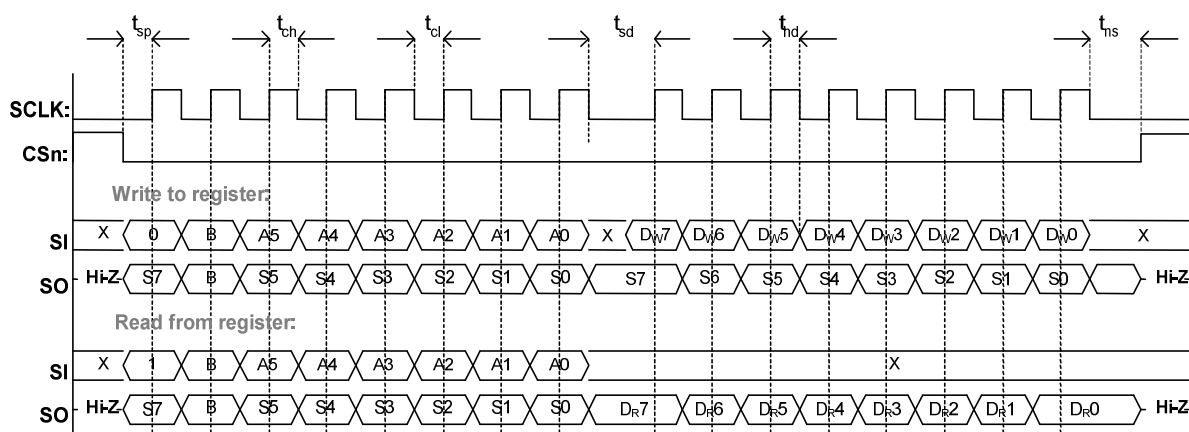 tsp tch tcl tsd thd tns
SCLK:
CSn:
Write to register:
SI X 0 B A5 A4 A3 A2 A1 A0 X DW7 DW6 DW5 DW4 DW3 DW2 DW1 DW0 X
SO Hi-Z S7 B S5 S4 S3 S2 S1 S0 S7 S6 S5 S4 S3 S2 S1 S0 Hi-Z
Read from register:
SI X 1 B A5 A4 A3 A2 A1 A0 X
SO Hi-Z S7 B S5 S4 S3 S2 S1 S0 DR7 DR6 DR5 DR4 DR3 DR2 DR1 DR0 Hi-Z